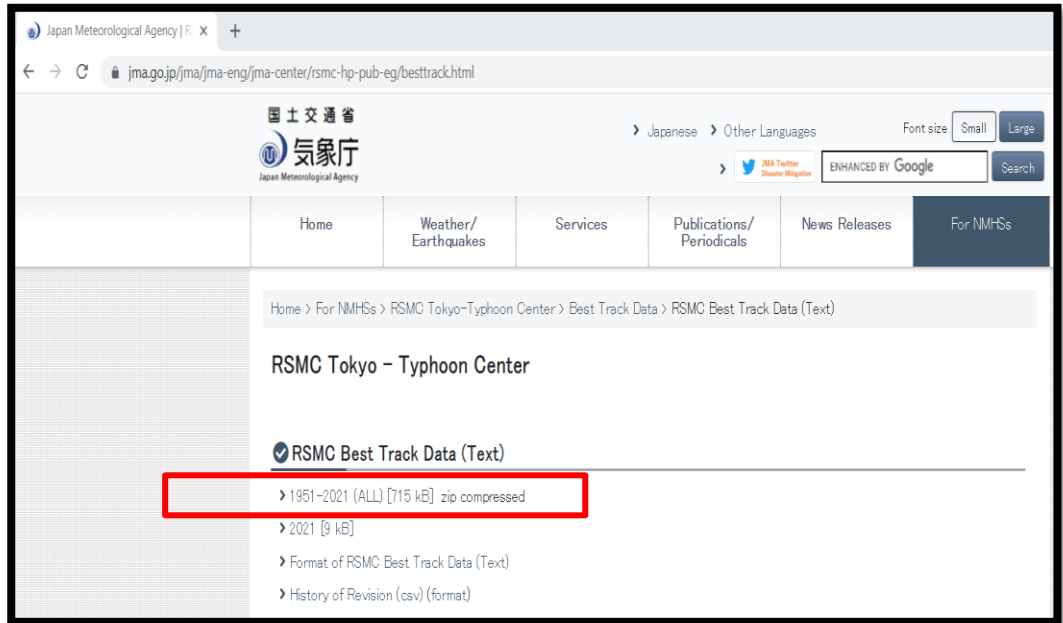 Japan Meteorological Agency | R
jma.go.jp/jma/jma-eng/jma-center/rsmc-hp-pub-eg/besttrack.html
国土交通省
気象庁
Japan Meteorological Agency
Japanese Other Languages
Font size Small Large
JMA Twitter
Disaster Mitigation
ENHANCED BY Google
Search
Home
Weather/
Earthquakes
Services
Publications/
Periodicals
News Releases
For NMHSs
Home > For NMHSs > RSMC Tokyo-Typhoon Center > Best Track Data > RSMC Best Track Data (Text)
RSMC Tokyo - Typhoon Center
RSMC Best Track Data (Text)
1951-2021 (ALL) [715 kB] zip compressed
2021 [9 kB]
Format of RSMC Best Track Data (Text)
History of Revision (csv) (format)